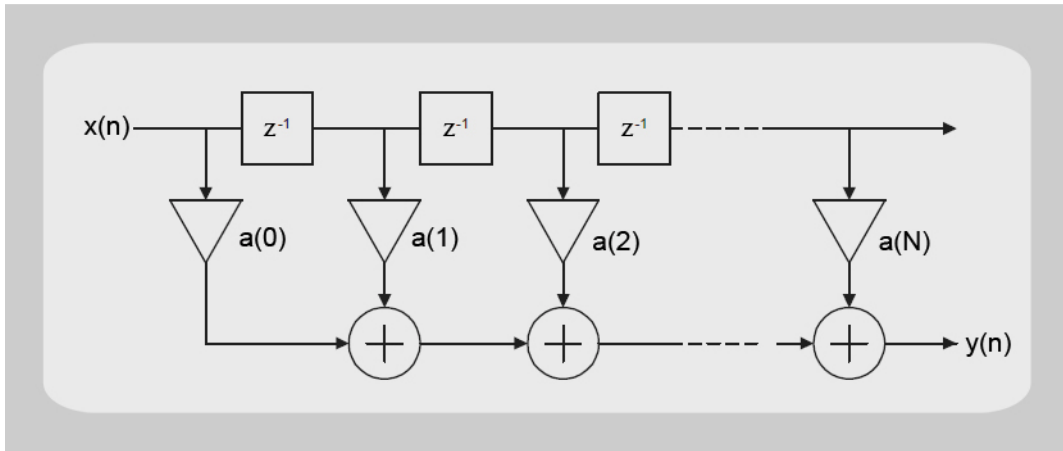 x(n)
z⁻¹
z⁻¹
z⁻¹
a(0)
a(1)
a(2)
a(N)
y(n)